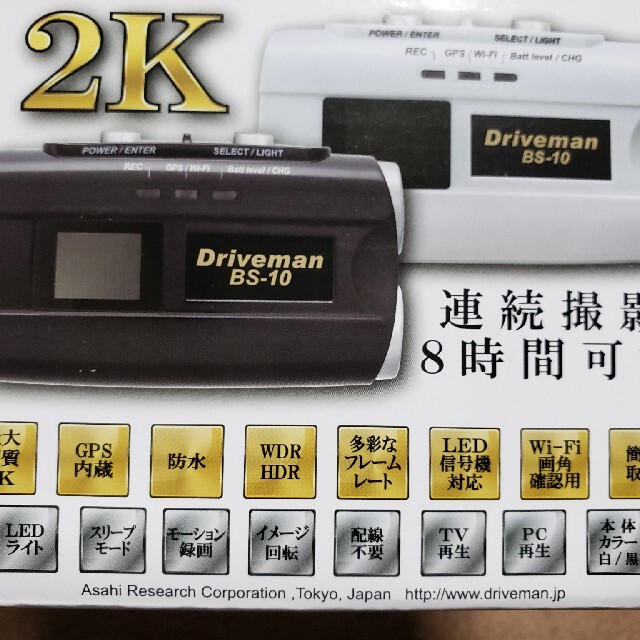 2K
POWER / ENTER
SELECT / LIGHT
REC
GPS / Wi-Fi
Batt level / CHG
Driveman
BS-10
POWER / ENTER
SELECT / LIGHT
REC
GPS / Wi-Fi
Batt level / CHG
Driveman
BS-10
連続撮影
8時間可
大
質
K
GPS
内蔵
防水
WDR
HDR
多彩な
フレーム
レート
LED
信号機
対応
Wi-Fi
画角
確認用
簡
取
LED
ライト
スリープ
モード
モーション
録画
イメージ
回転
配線
不要
TV
再生
PC
再生
本体
カラー
白/黒
Asahi Research Corporation ,Tokyo, Japan http://www.driveman.jp